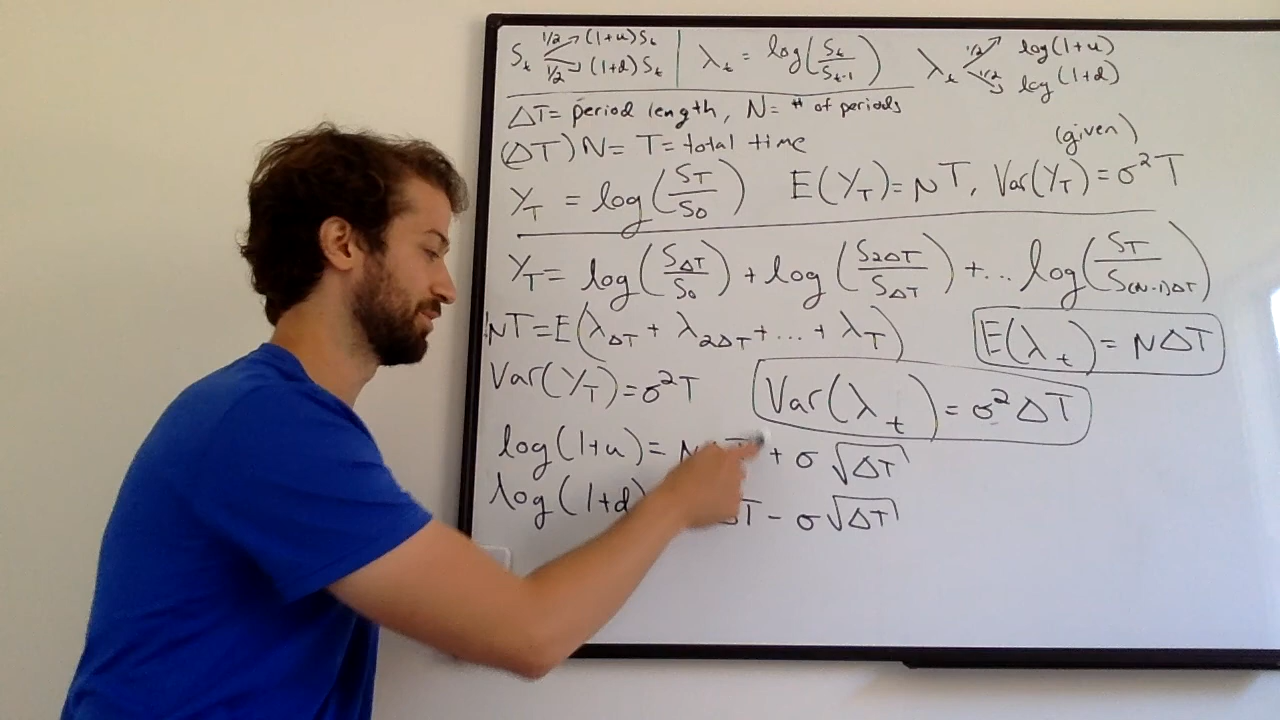 S_t 1/2 → (1+u)S_t 1/2 → (1+d)S_t | λ_t = log(S_t/S_{t-1}) λ_t 1/2 → log(1+u) 1/2 → log(1+d)
ΔT = period length, N = # of periods
(ΔT)N = T = total time (given)
Y_T = log(S_T/S_0) E(Y_T) = μT, Var(Y_T) = σ²T
Y_T = log(S_ΔT/S_0) + log(S_2ΔT/S_ΔT) + ... log(S_T/S_(N-1)ΔT)
μT = E(λ_ΔT + λ_2ΔT + ... + λ_T) E(λ_t) = μΔT
Var(Y_T) = σ²T Var(λ_t) = σ²ΔT
log(1+u) = μΔT + σ√ΔT
log(1+d) ΔT - σ√ΔT